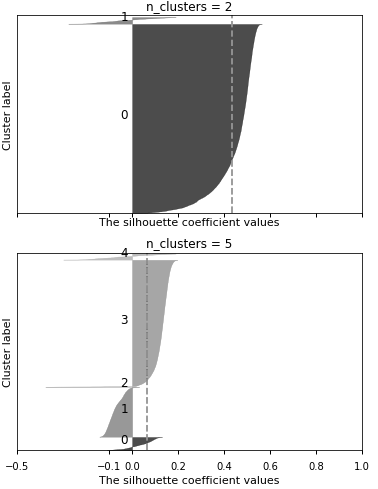 n_clusters = 2
1
0
Cluster label
The silhouette coefficient values
n_clusters = 5
4
3
2
1
0
Cluster label
−0.5 −0.1 0.0 0.2 0.4 0.6 0.8 1.0
The silhouette coefficient values